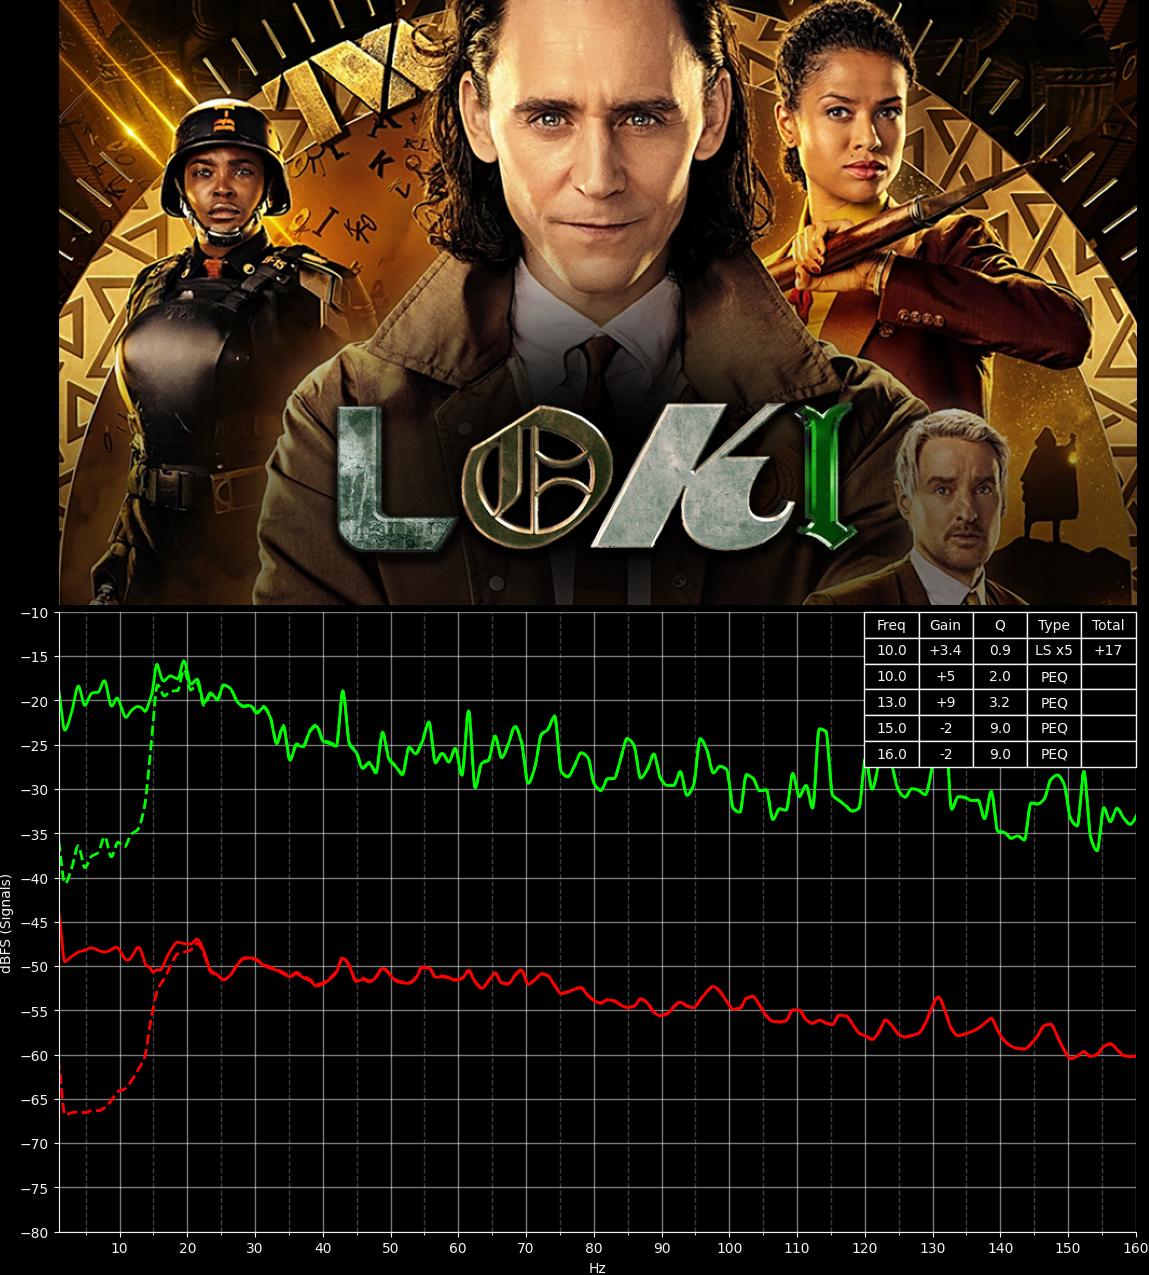 LOKI
−10
−15
−20
−25
−30
−35
−40
−45
−50
−55
−60
−65
−70
−75
−80
dBFS (Signals)
Freq Gain Q Type Total
10.0 +3.4 0.9 LS x5 +17
10.0 +5 2.0 PEQ
13.0 +9 3.2 PEQ
15.0 -2 9.0 PEQ
16.0 -2 9.0 PEQ
10 20 30 40 50 60 70 80 90 100 110 120 130 140 150 160
Hz